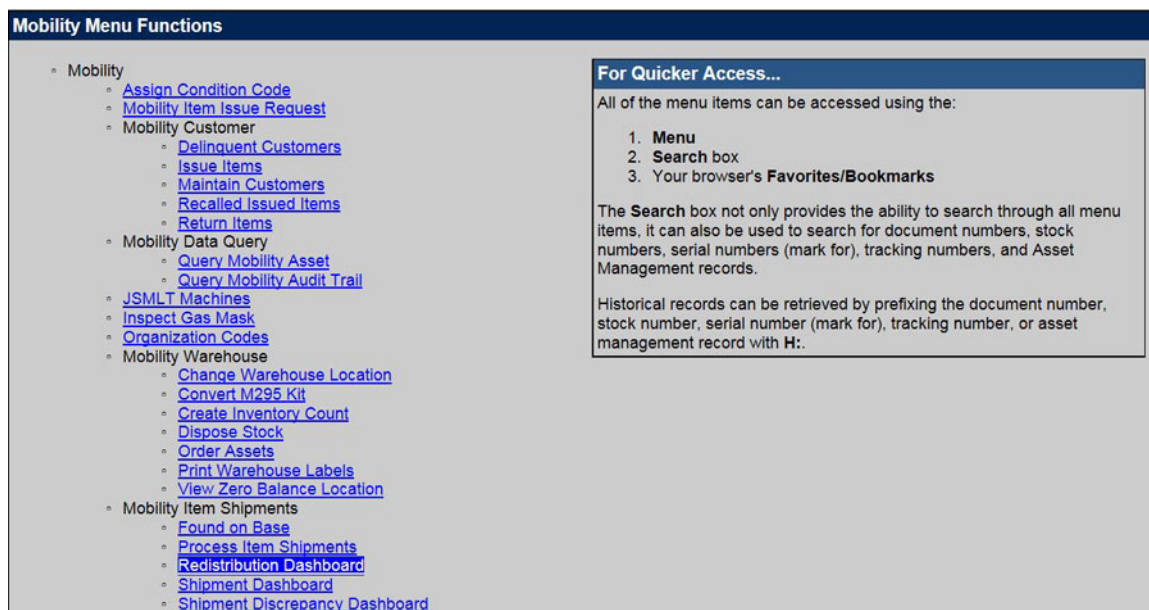 Mobility Menu Functions
Mobility
Assign Condition Code
Mobility Item Issue Request
Mobility Customer
Delinquent Customers
Issue Items
Maintain Customers
Recalled Issued Items
Return Items
Mobility Data Query
Query Mobility Asset
Query Mobility Audit Trail
JSMLT Machines
Inspect Gas Mask
Organization Codes
Mobility Warehouse
Change Warehouse Location
Convert M295 Kit
Create Inventory Count
Dispose Stock
Order Assets
Print Warehouse Labels
View Zero Balance Location
Mobility Item Shipments
Found on Base
Process Item Shipments
Redistribution Dashboard
Shipment Dashboard
Shipment Discrepancy Dashboard
For Quicker Access...
All of the menu items can be accessed using the:
1. Menu
2. Search box
3. Your browser's Favorites/Bookmarks
The Search box not only provides the ability to search through all menu
items, it can also be used to search for document numbers, stock
numbers, serial numbers (mark for), tracking numbers, and Asset
Management records.
Historical records can be retrieved by prefixing the document number,
stock number, serial number (mark for), tracking number, or asset
management record with H:.